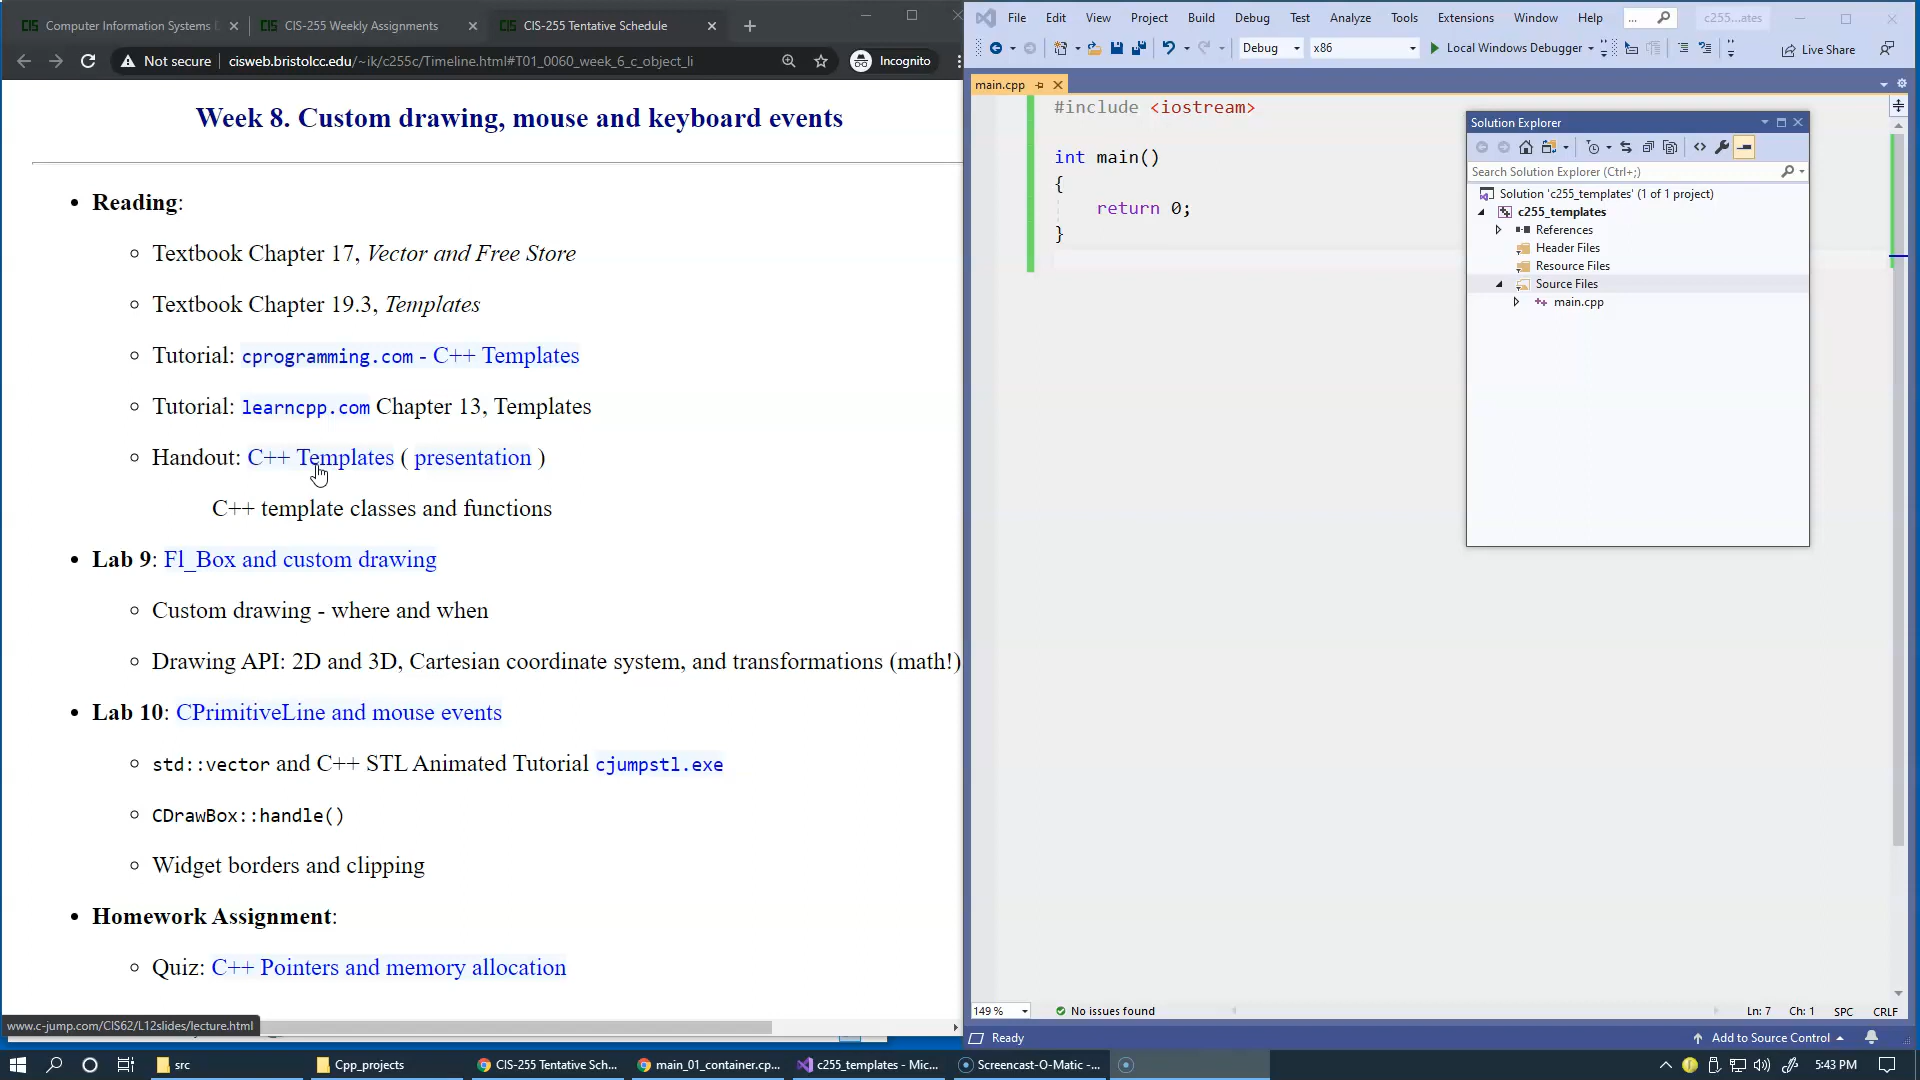 Computer Information Systems
CIS-255 Weekly Assignments
CIS-255 Tentative Schedule
Not secure
cisweb.bristolcc.edu/~ik/c255c/Timeline.html#T01_0060_week_6_c_object_li
Incognito
Week 8. Custom drawing, mouse and keyboard events
Reading:
Textbook Chapter 17, Vector and Free Store
Textbook Chapter 19.3, Templates
Tutorial: cprogramming.com - C++ Templates
Tutorial: learncpp.com Chapter 13, Templates
Handout: C++ Templates ( presentation )
C++ template classes and functions
Lab 9: Fl_Box and custom drawing
Custom drawing - where and when
Drawing API: 2D and 3D, Cartesian coordinate system, and transformations (math!)
Lab 10: CPrimitiveLine and mouse events
std::vector and C++ STL Animated Tutorial cjumpstl.exe
CDrawBox::handle()
Widget borders and clipping
Homework Assignment:
Quiz: C++ Pointers and memory allocation
www.c-jump.com/CIS62/L12slides/lecture.html
File Edit View Project Build Debug Test Analyze Tools Extensions Window Help ... c255...ates
Debug x86 Local Windows Debugger Live Share
main.cpp
#include <iostream>
int main()
{
return 0;
}
Solution Explorer
Search Solution Explorer (Ctrl+;)
Solution 'c255_templates' (1 of 1 project)
c255_templates
References
Header Files
Resource Files
Source Files
main.cpp
149 % No issues found Ln: 7 Ch: 1 SPC CRLF
Ready Add to Source Control
src
Cpp_projects
CIS-255 Tentative Sch...
main_01_container.cp...
c255_templates - Mic...
Screencast-O-Matic -...
5:43 PM